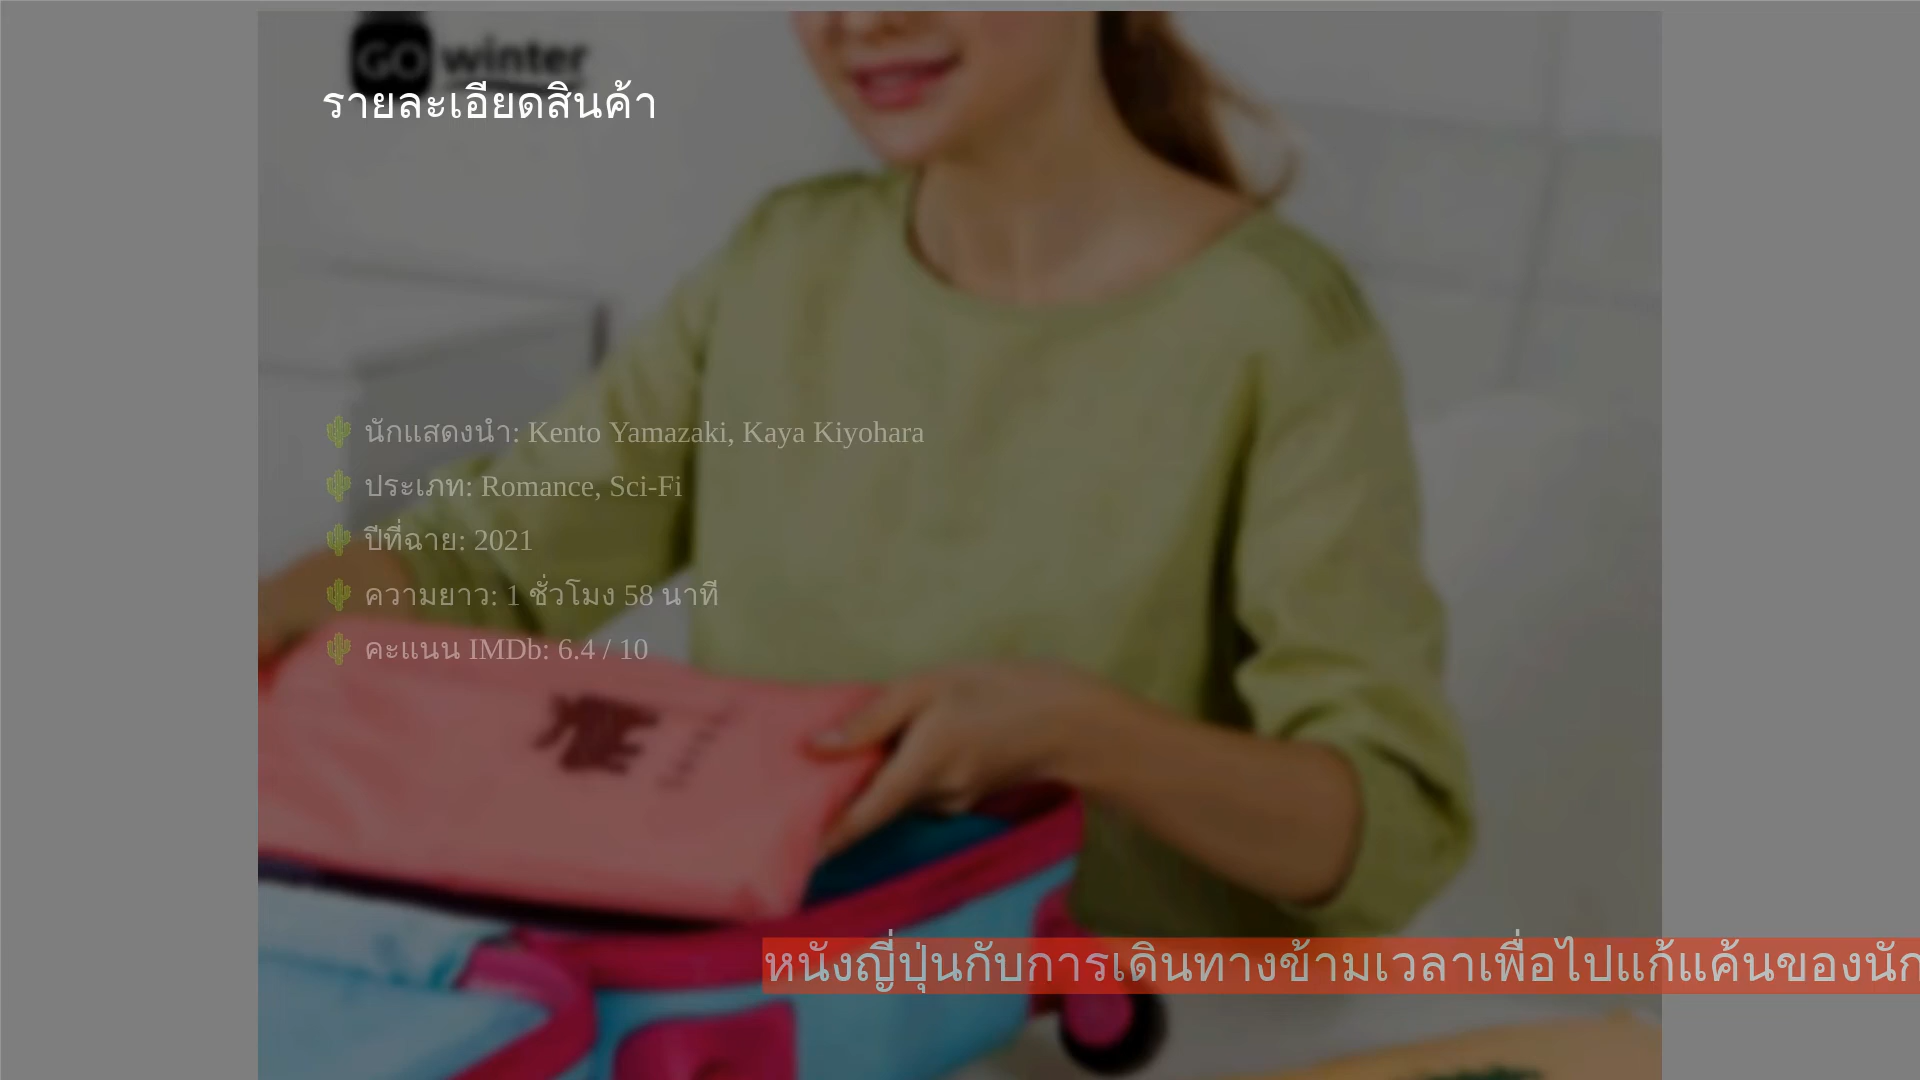 GO winter
รายละเอียดสินค้า
นักแสดงนำ: Kento Yamazaki, Kaya Kiyohara
ประเภท: Romance, Sci-Fi
ปีที่ฉาย: 2021
ความยาว: 1 ชั่วโมง 58 นาที
คะแนน IMDb: 6.4 / 10
หนังญี่ปุ่นกับการเดินทางข้ามเวลาเพื่อไปแก้แค้นของนัก